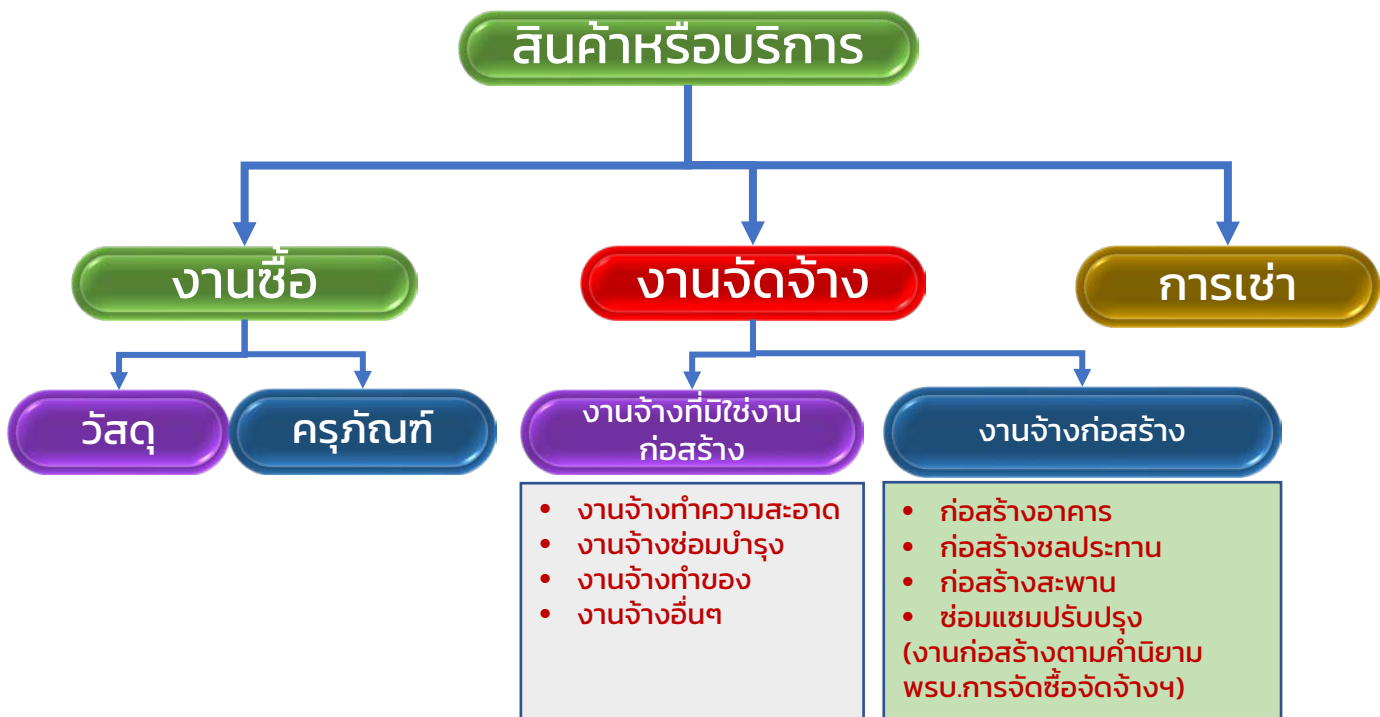 สินค้าหรือบริการ
งานซื้อ
งานจัดจ้าง
การเช่า
วัสดุ
ครุภัณฑ์
งานจ้างที่มิใช่งาน
ก่อสร้าง
งานจ้างก่อสร้าง
• งานจ้างทำความสะอาด
• งานจ้างซ่อมบำรุง
• งานจ้างทำของ
• งานจ้างอื่นๆ
• ก่อสร้างอาคาร
• ก่อสร้างชลประทาน
• ก่อสร้างสะพาน
• ซ่อมแซมปรับปรุง
(งานก่อสร้างตามคำนิยาม
พรบ.การจัดซื้อจัดจ้างฯ)